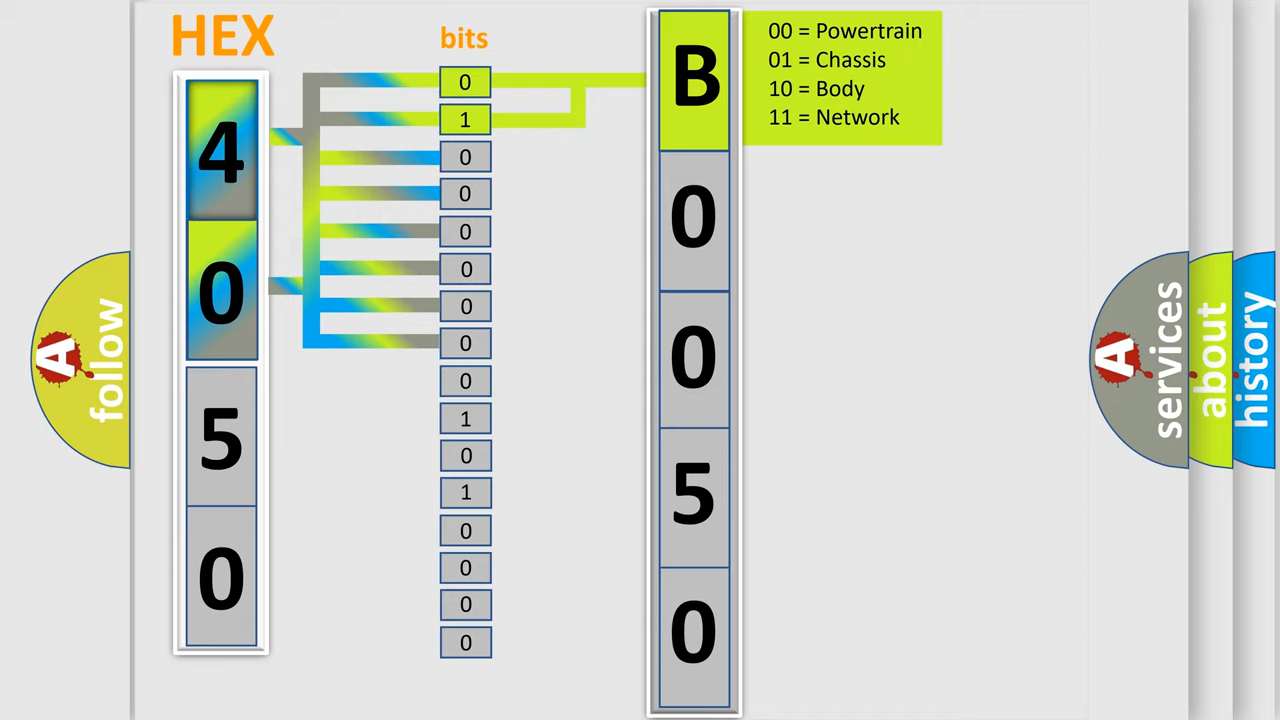 HEX
bits
4
0
5
0
0
1
0
0
0
0
0
0
0
1
0
1
0
0
0
0
B
0
0
5
0
00 = Powertrain
01 = Chassis
10 = Body
11 = Network
A
follow
A
services
about
history